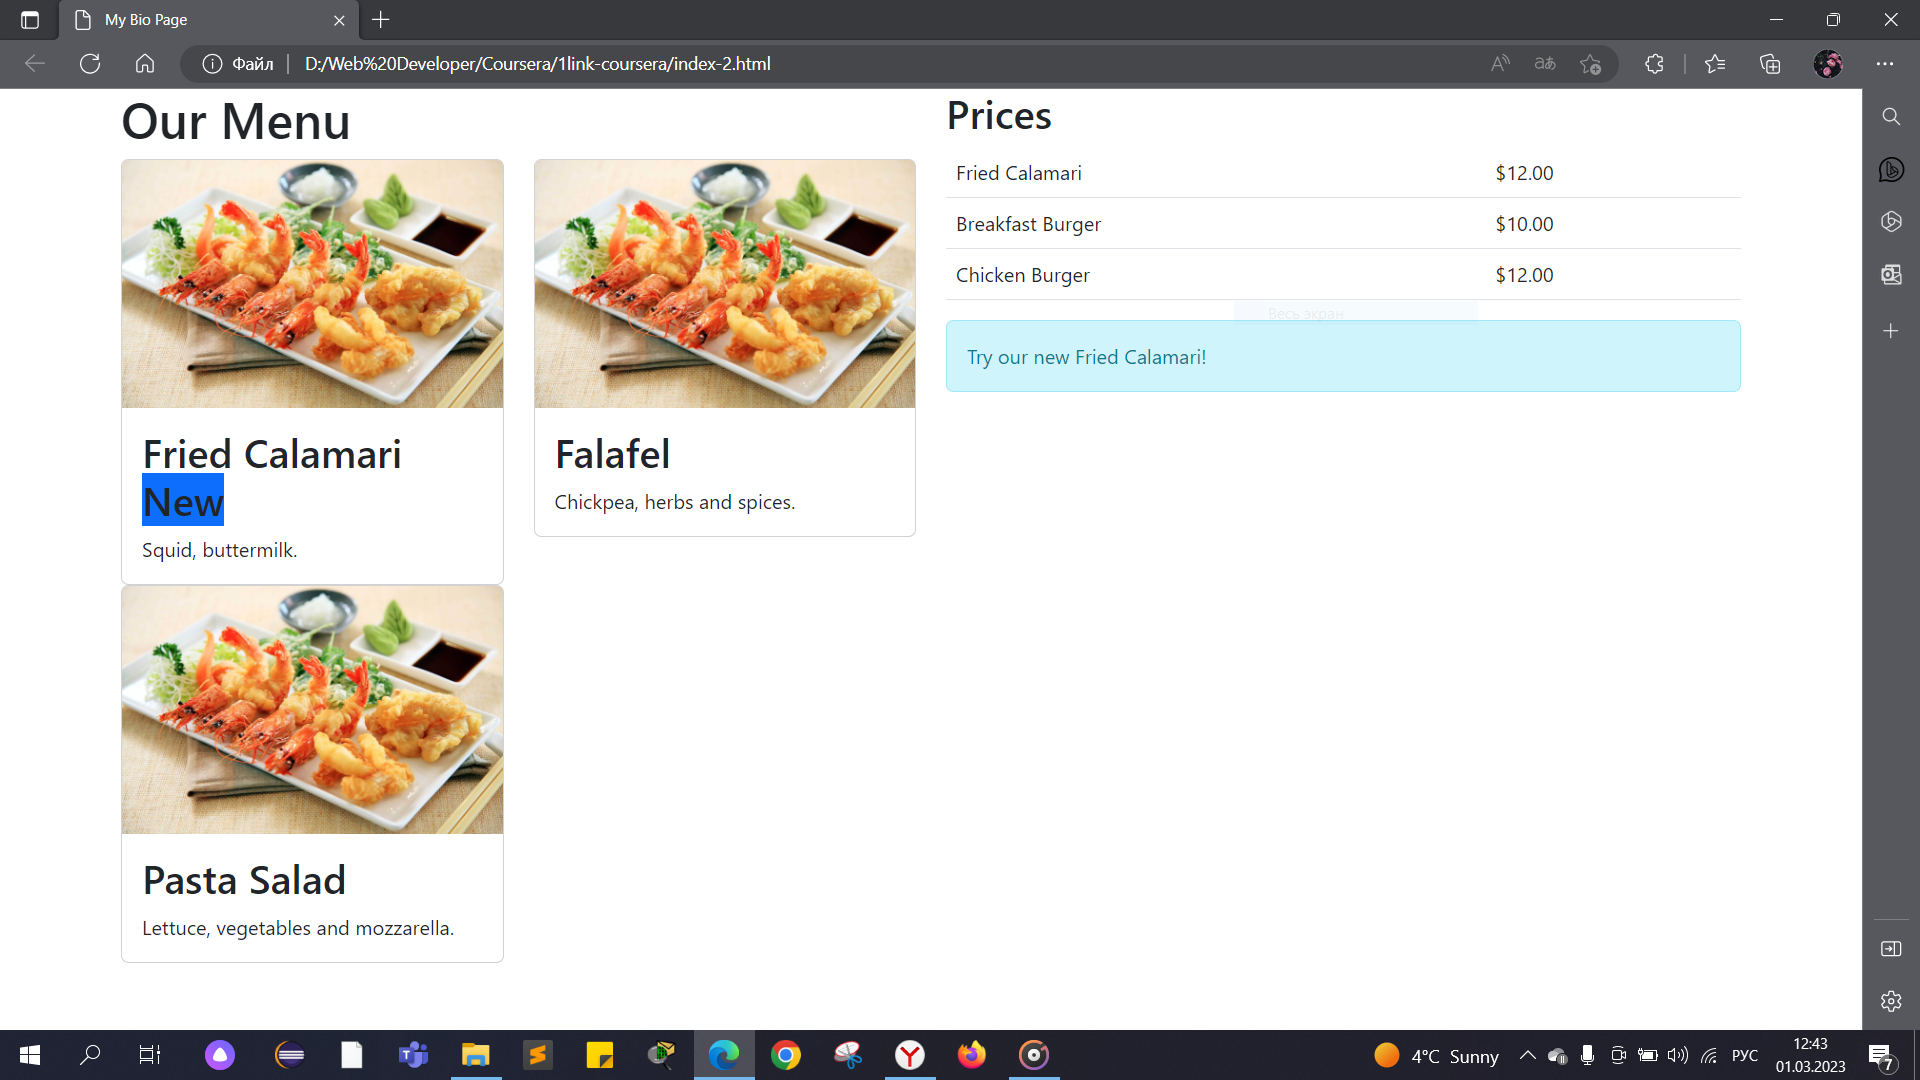 My Bio Page
Файл
D:/Web%20Developer/Coursera/1link-coursera/index-2.html
Our Menu
Fried Calamari
New
Squid, buttermilk.
Falafel
Chickpea, herbs and spices.
Pasta Salad
Lettuce, vegetables and mozzarella.
Prices
Fried Calamari $12.00
Breakfast Burger $10.00
Chicken Burger $12.00
Весь экран
Try our new Fried Calamari!
4°C Sunny
РУС
12:43
01.03.2023
7